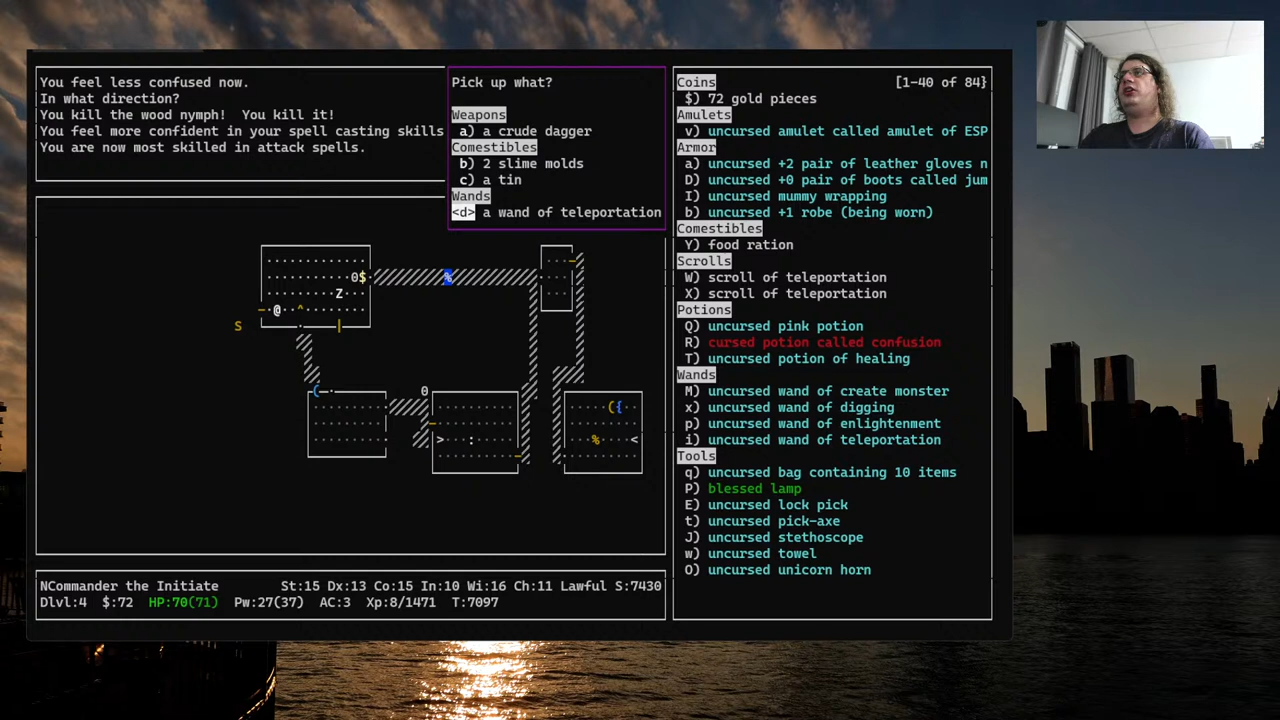 You feel less confused now.
In what direction?
You kill the wood nymph!  You kill it!
You feel more confident in your spell casting skills
You are now most skilled in attack spells.
Pick up what?
Weapons
a) a crude dagger
Comestibles
b) 2 slime molds
c) a tin
Wands
<d> a wand of teleportation
Coins [1-40 of 84}
$) 72 gold pieces
Amulets
v) uncursed amulet called amulet of ESP
Armor
a) uncursed +2 pair of leather gloves n
D) uncursed +0 pair of boots called jum
I) uncursed mummy wrapping
b) uncursed +1 robe (being worn)
Comestibles
Y) food ration
Scrolls
W) scroll of teleportation
X) scroll of teleportation
Potions
Q) uncursed pink potion
R) cursed potion called confusion
T) uncursed potion of healing
Wands
M) uncursed wand of create monster
x) uncursed wand of digging
p) uncursed wand of enlightenment
i) uncursed wand of teleportation
Tools
q) uncursed bag containing 10 items
P) blessed lamp
E) uncursed lock pick
t) uncursed pick-axe
J) uncursed stethoscope
w) uncursed towel
O) uncursed unicorn horn
NCommander the Initiate St:15 Dx:13 Co:15 In:10 Wi:16 Ch:11 Lawful S:7430
Dlvl:4 $:72 HP:70(71) Pw:27(37) AC:3 Xp:8/1471 T:7097